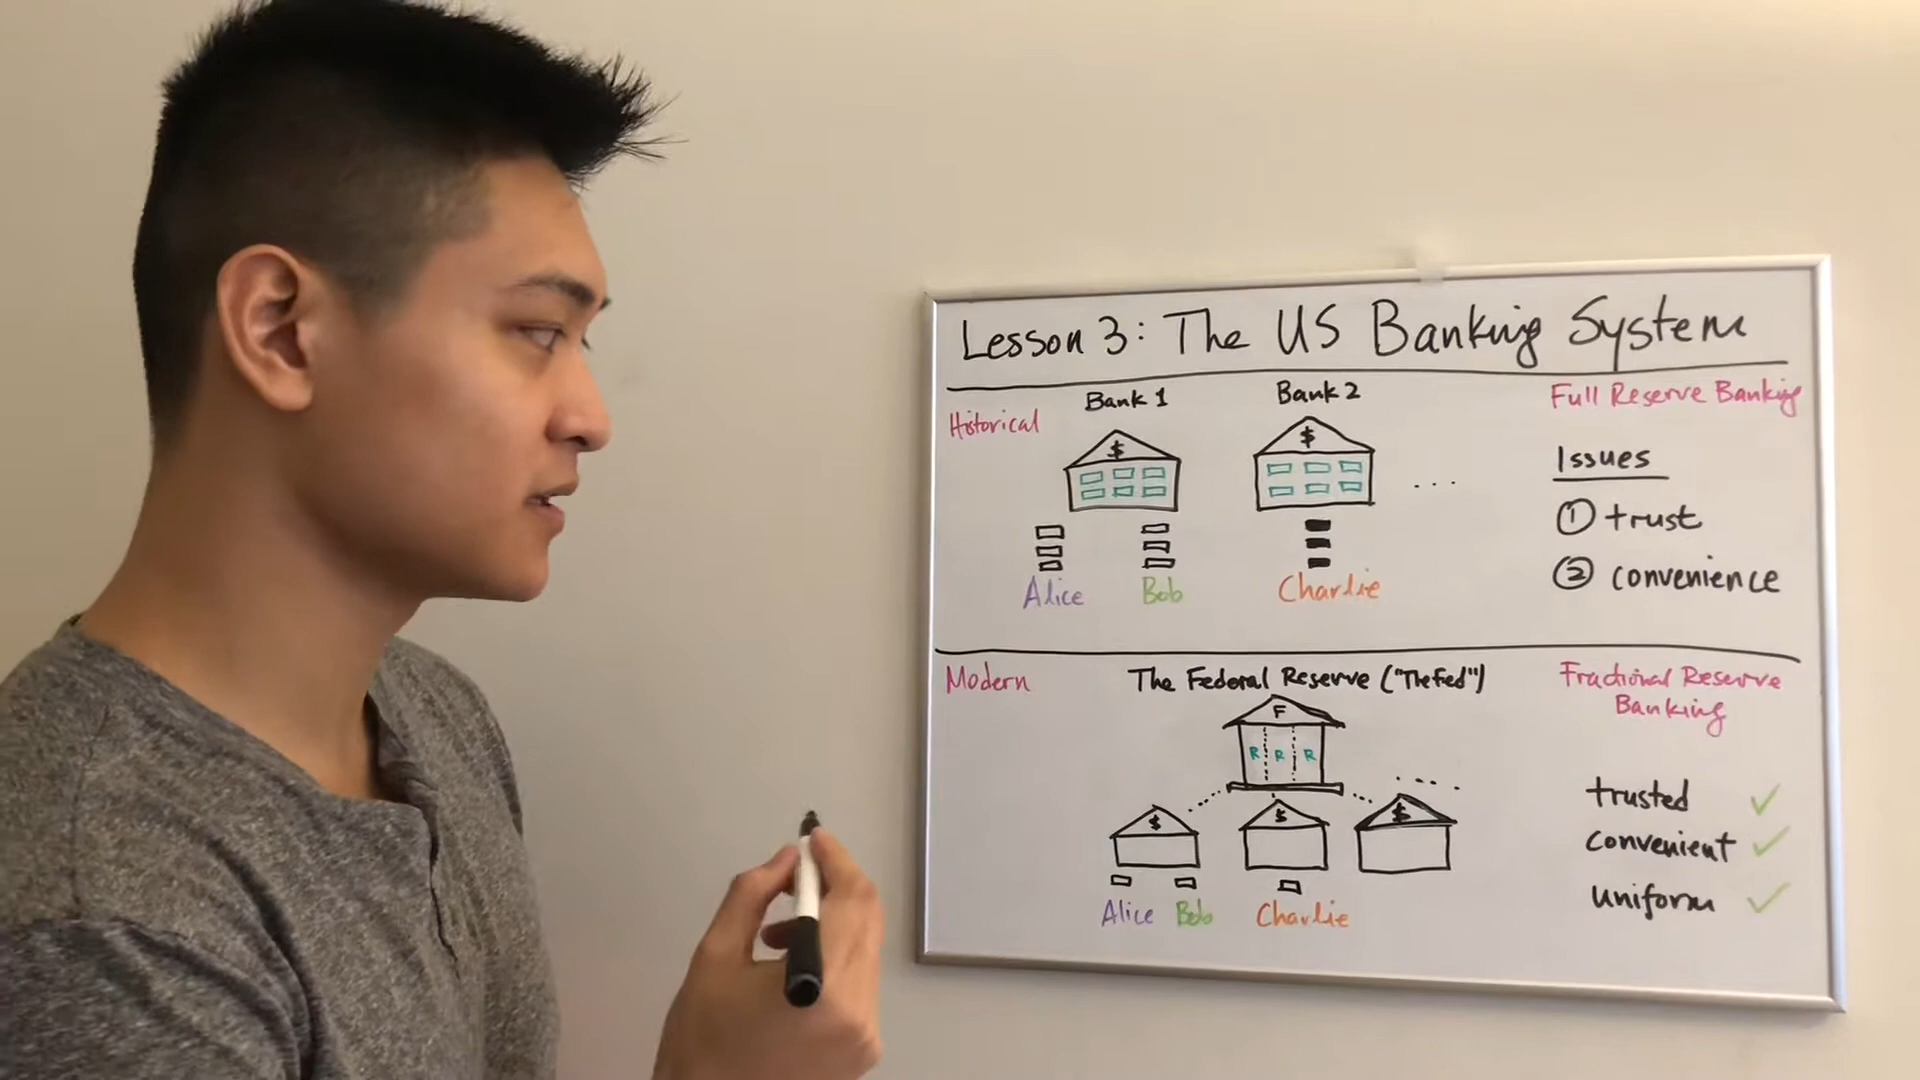 Lesson 3: The US Banking System
Historical
Bank 1
Bank 2
Full Reserve Banking
$
$
Issues
① trust
② convenience
...
Alice
Bob
Charlie
Modern
The Federal Reserve ("The Fed")
Fractional Reserve
Banking
F
R R R
$
$
$
trusted ✓
convenient ✓
uniform ✓
Alice
Bob
Charlie